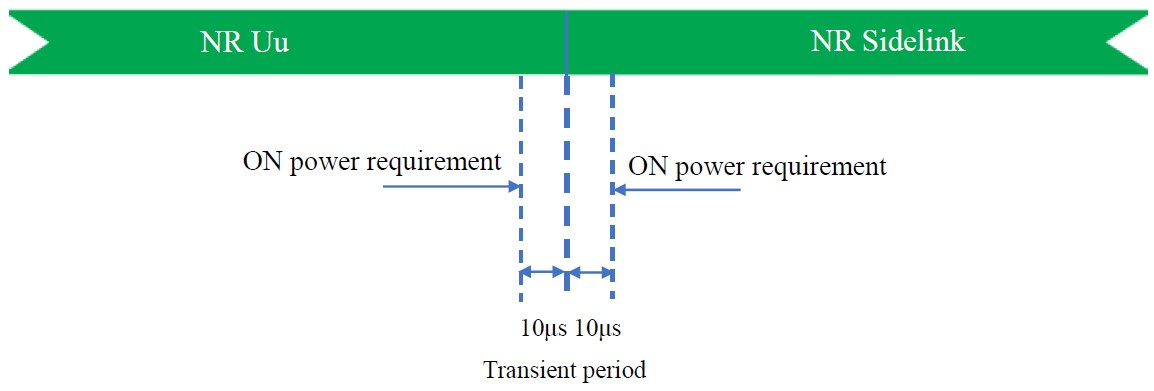 NR Uu
NR Sidelink
ON power requirement
ON power requirement
10μs 10μs
Transient period